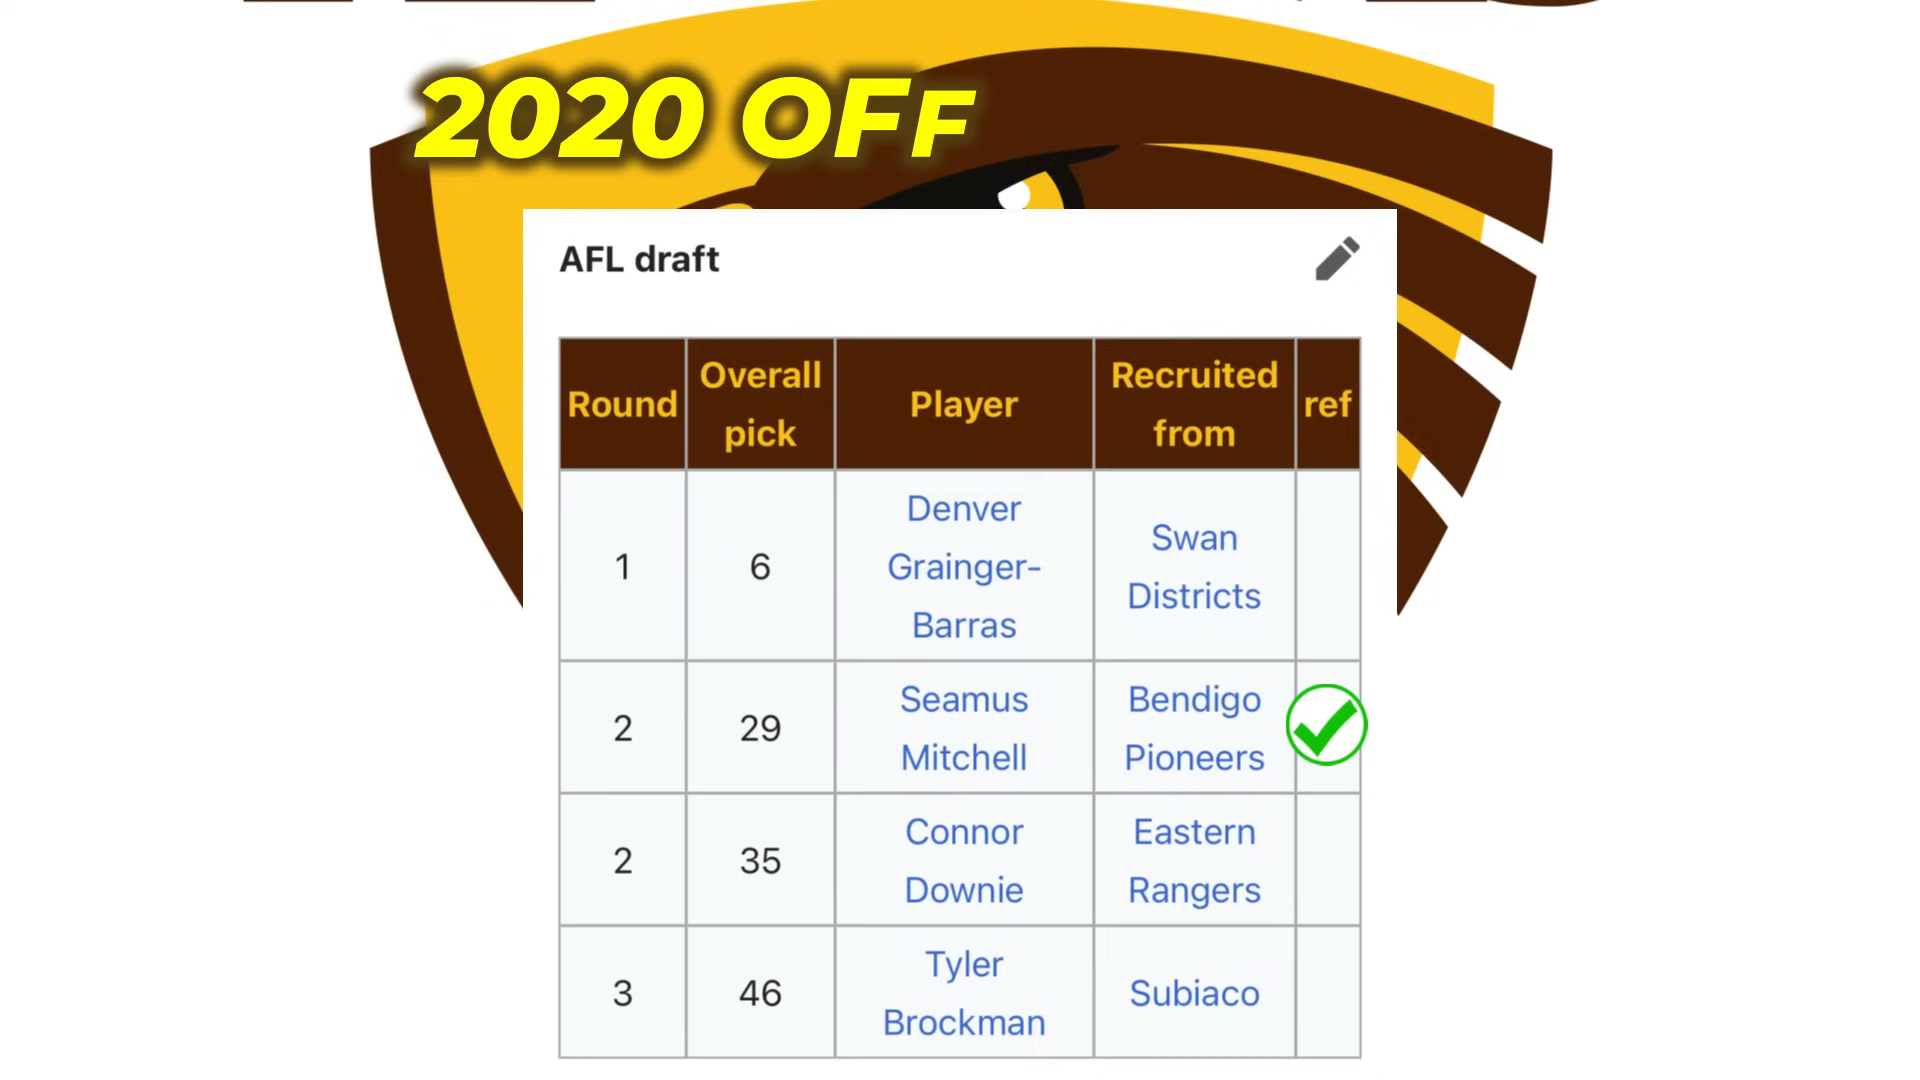 2020 OFF
AFL draft
Round
Overall
pick
Player
Recruited
from
ref
1
6
Denver
Grainger-
Barras
Swan
Districts
2
29
Seamus
Mitchell
Bendigo
Pioneers
2
35
Connor
Downie
Eastern
Rangers
3
46
Tyler
Brockman
Subiaco